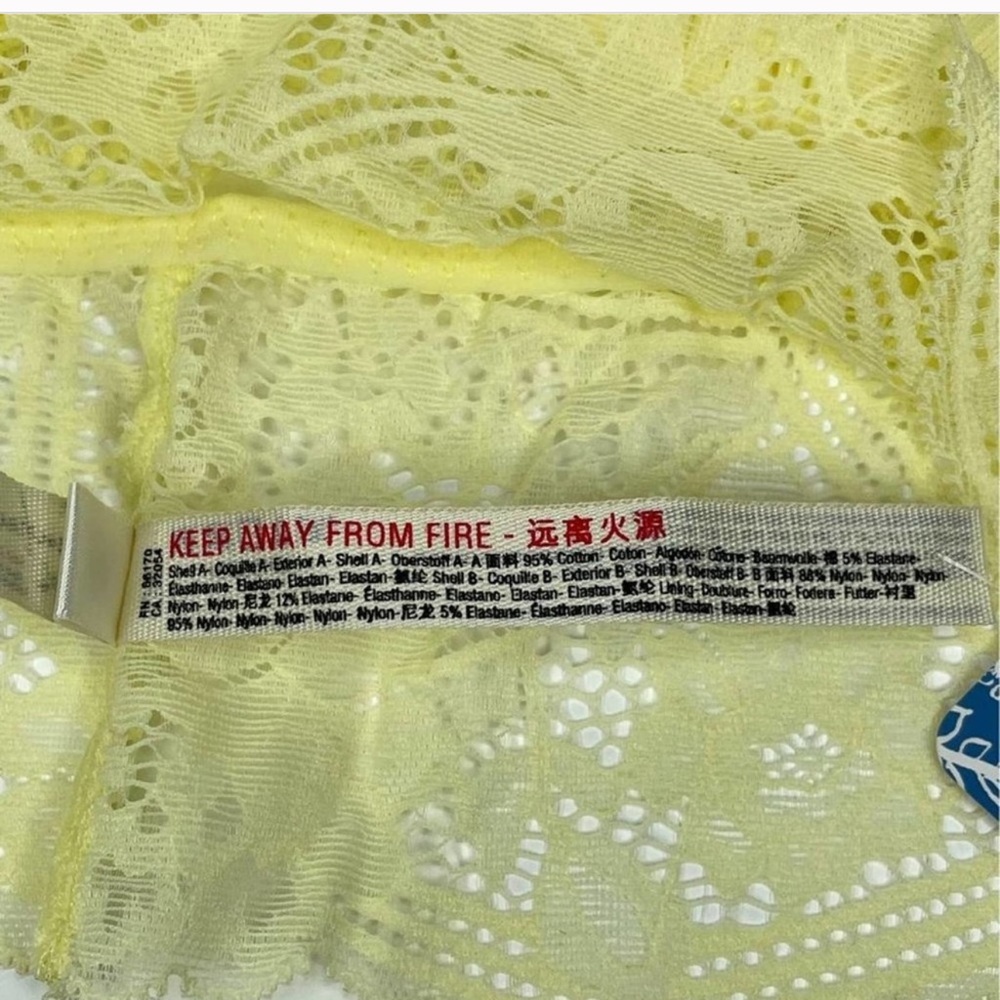 KEEP AWAY FROM FIRE - 远离火源
Shell A- Coquille A- Exterior A- Shell A- Oberstoff A- A 面料 95% Cotton- Coton- Algodón- Cotone- Baumwolle- 棉 5% Elastane-
Élasthanne- Elastano- Elastan- Elastan-氨纶 Shell B- Coquille B- Exterior B- Shell B- Oberstoff B- B 面料 88% Nylon- Nylon- Nylon-
Nylon- Nylon-尼龙 12% Elastane- Élasthanne- Elastano- Elastan- Elastan-氨纶 Lining- Doublure- Forro- Fodera- Futter-衬里
95% Nylon- Nylon- Nylon- Nylon- Nylon-尼龙 5% Elastane- Élasthanne- Elastano- Elastan- Elastan-氨纶
RN : 96170
CA : 32054